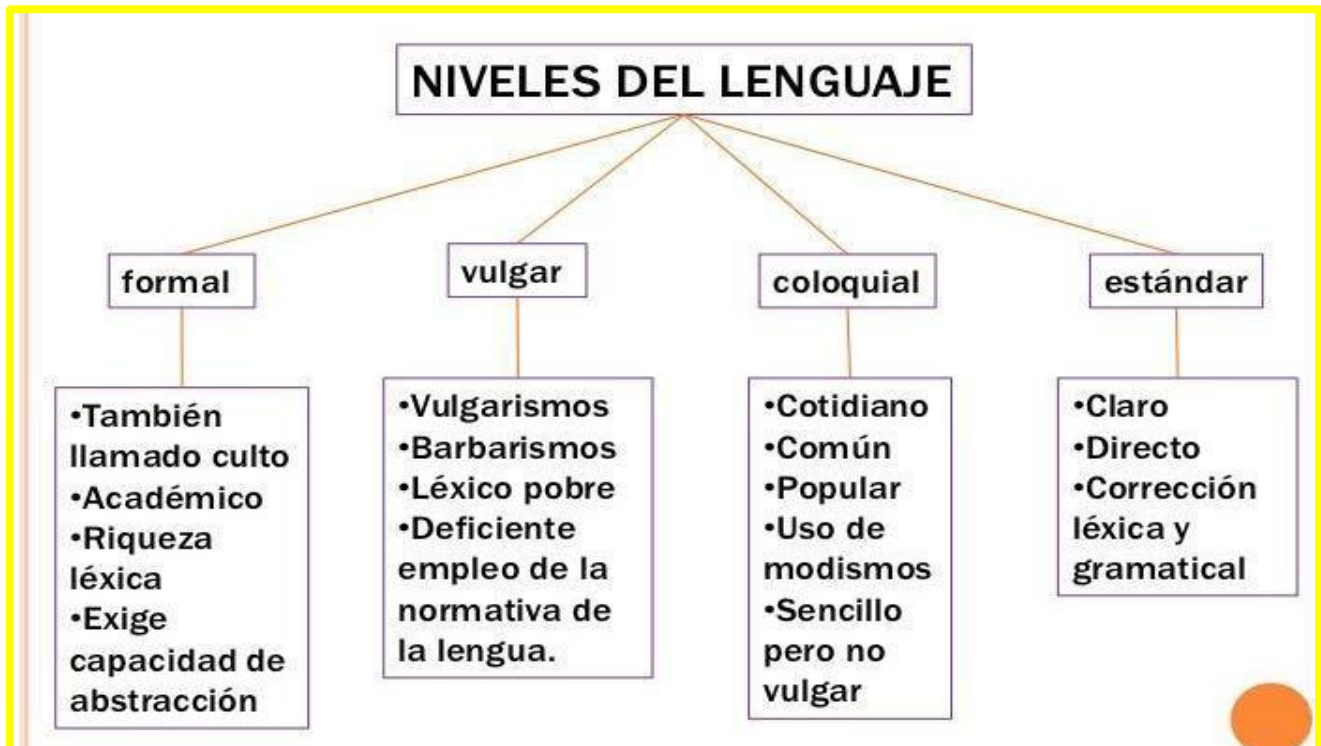 NIVELES DEL LENGUAJE
formal
•También
llamado culto
•Académico
•Riqueza
léxica
•Exige
capacidad de
abstracción
vulgar
•Vulgarismos
•Barbarismos
•Léxico pobre
•Deficiente
empleo de la
normativa de
la lengua.
coloquial
•Cotidiano
•Común
•Popular
•Uso de
modismos
•Sencillo
pero no
vulgar
estándar
•Claro
•Directo
•Corrección
léxica y
gramatical